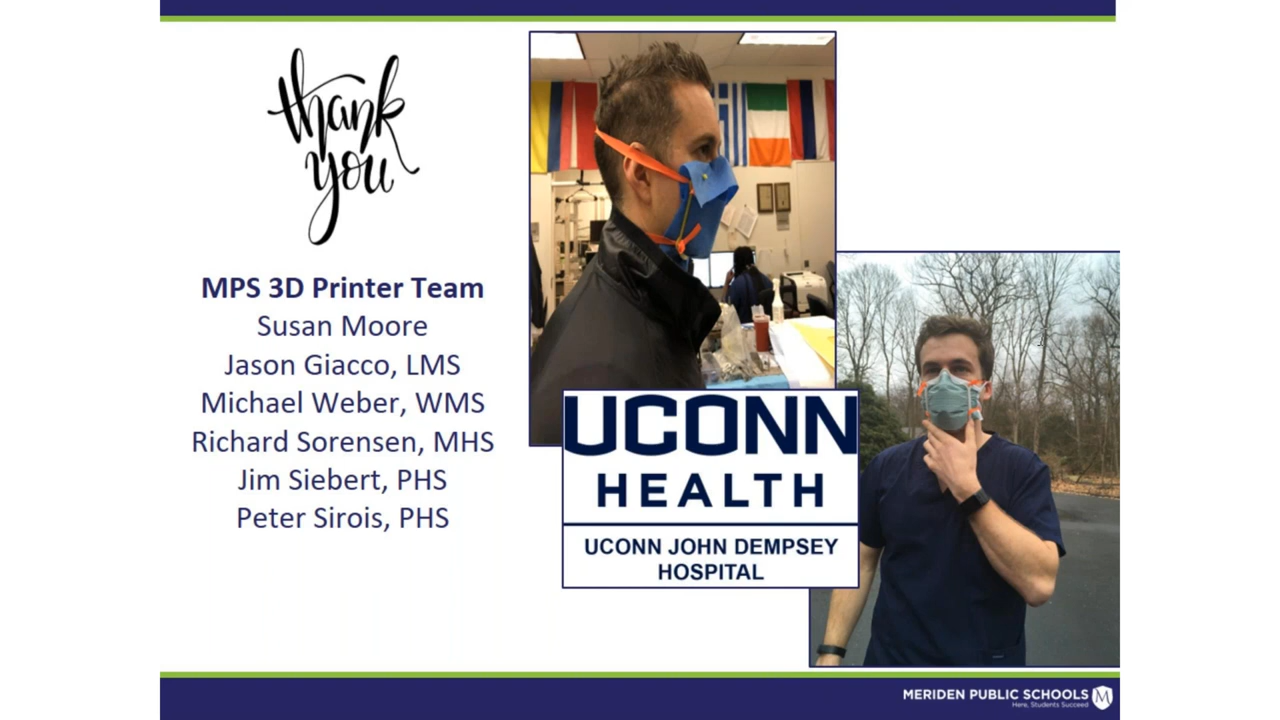 thank
you
MPS 3D Printer Team
Susan Moore
Jason Giacco, LMS
Michael Weber, WMS
Richard Sorensen, MHS
Jim Siebert, PHS
Peter Sirois, PHS
UCONN
HEALTH
UCONN JOHN DEMPSEY
HOSPITAL
MERIDEN PUBLIC SCHOOLS
Here, Students Succeed
M